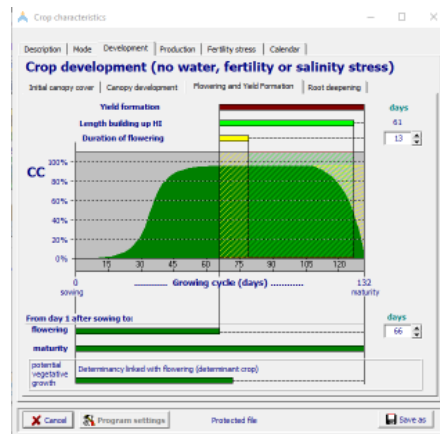 Crop characteristics
Description Mode Development Production Fertility stress Calendar
Crop development (no water, fertility or salinity stress)
Initial canopy cover Canopy development Flowering and Yield Formation Root deepening
Yield formation days
Length building up HI 61
Duration of flowering 13
CC 100%
80%
60%
40%
20%
0%
15 30 45 60 75 90 105 120
0 Growing cycle (days) ............ 132
sowing maturity
From day 1 after sowing to: days
flowering 66
maturity
potential
vegetative
growth
Determinancy linked with flowering (determinant crop)
Cancel Program settings Protected file Save as